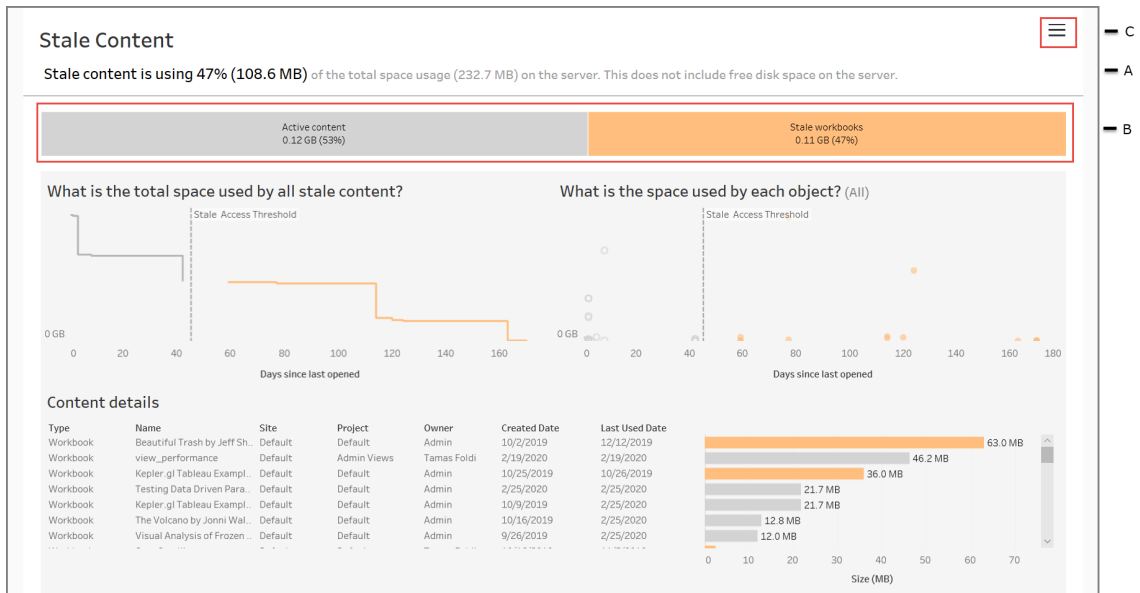 Stale Content
C
Stale content is using 47% (108.6 MB) of the total space usage (232.7 MB) on the server. This does not include free disk space on the server.
A
Active content
0.12 GB (53%)
Stale workbooks
0.11 GB (47%)
B
What is the total space used by all stale content?
Stale Access Threshold
0 GB
0 20 40 60 80 100 120 140 160
Days since last opened
What is the space used by each object? (All)
Stale Access Threshold
0 GB
0 20 40 60 80 100 120 140 160 180
Days since last opened
Content details
Type Name Site Project Owner Created Date Last Used Date
Workbook Beautiful Trash by Jeff Sh.. Default Default Admin 10/2/2019 12/12/2019 63.0 MB
Workbook view_performance Default Admin Views Tamas Foldi 2/19/2020 2/19/2020 46.2 MB
Workbook Kepler.gl Tableau Exampl.. Default Default Admin 10/25/2019 10/26/2019 36.0 MB
Workbook Testing Data Driven Para.. Default Default Admin 2/25/2020 2/25/2020 21.7 MB
Workbook Kepler.gl Tableau Exampl.. Default Default Admin 10/9/2019 2/25/2020 21.7 MB
Workbook The Volcano by Jonni Wal.. Default Default Admin 10/16/2019 2/25/2020 12.8 MB
Workbook Visual Analysis of Frozen .. Default Default Admin 9/26/2019 2/25/2020 12.0 MB
0 10 20 30 40 50 60 70
Size (MB)